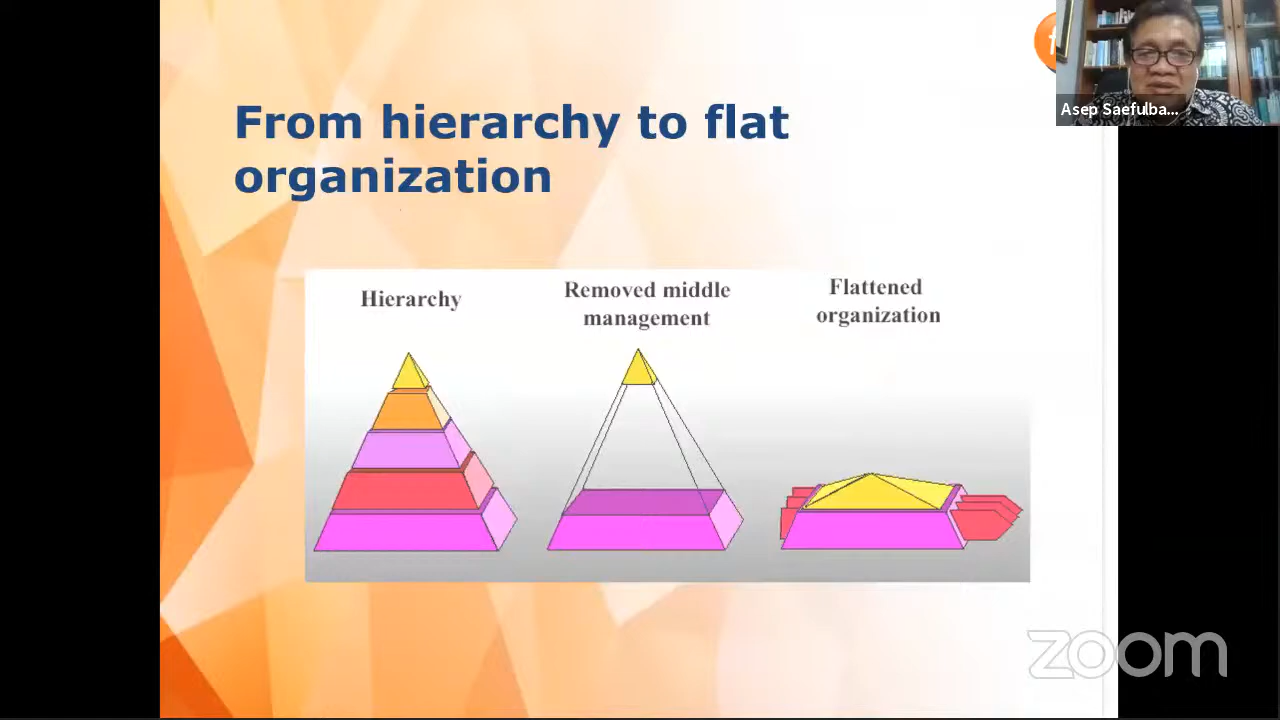 From hierarchy to flat
organization
Hierarchy
Removed middle
management
Flattened
organization
Asep Saefulba...
zoom